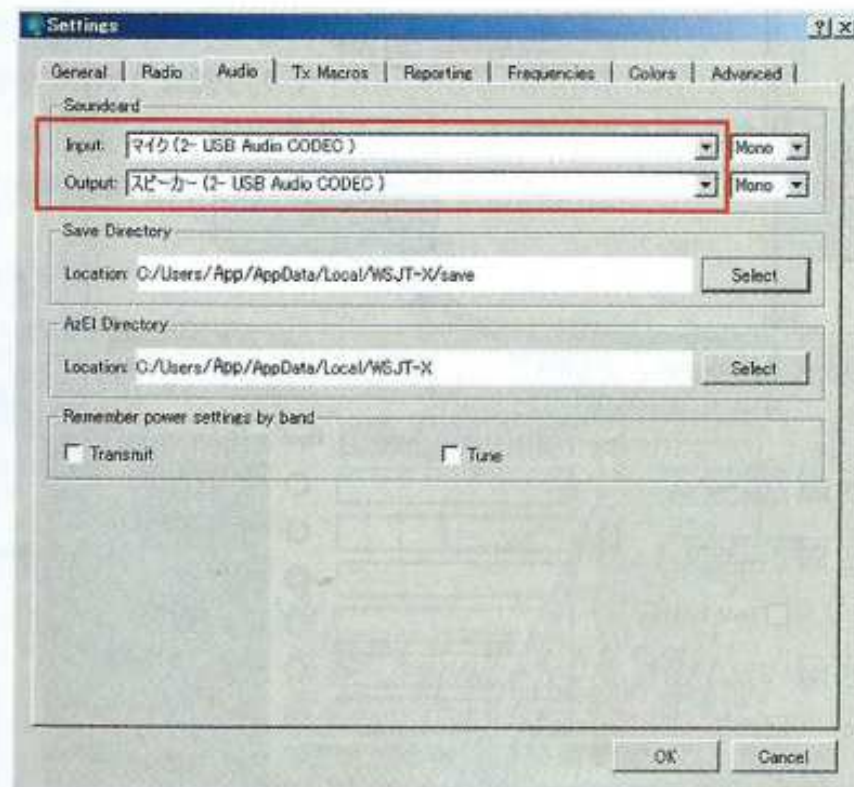 Settings
General Radio Audio Tx Macros Reporting Frequencies Colors Advanced
Soundcard
Input: マイク (2- USB Audio CODEC ) Mono
Output: スピーカー (2- USB Audio CODEC ) Mono
Save Directory
Location: C:/Users/App/AppData/Local/WSJT-X/save Select
AzEl Directory
Location: C:/Users/App/AppData/Local/WSJT-X Select
Remember power settings by band
Transmit Tune
OK Cancel